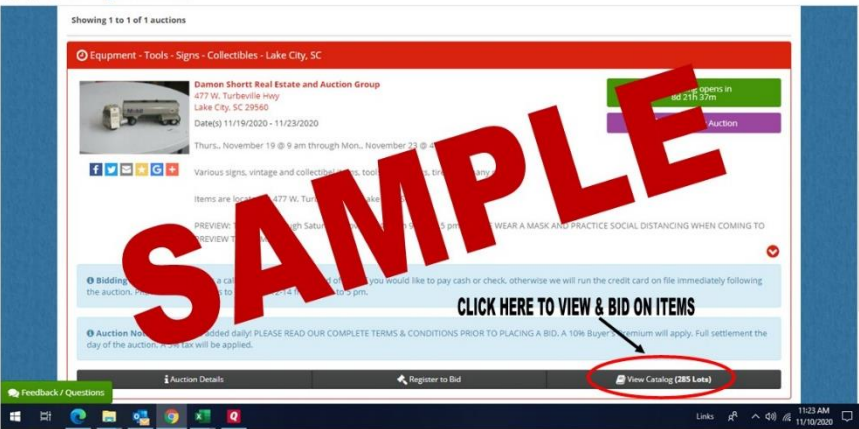 Showing 1 to 1 of 1 auctions
Equpment - Tools - Signs - Collectibles - Lake City, SC
Damon Shortt Real Estate and Auction Group
477 W. Turbeville Hwy
Lake City, SC 29560
Date(s) 11/19/2020 - 11/23/2020
Thurs., November 19 @ 9 am through Mon., November 23 @
Various signs, vintage and collectibel
Items are 477 W.
PREVIEW: WEAR A MASK AND PRACTICE SOCIAL DISTANCING WHEN COMING TO
PREVIEW
opens in
8d 21h 37m
Auction
SAMPLE
Bidding you would like to pay cash or check, otherwise we will run the credit card on file immediately following
the auction. to 5 pm.
CLICK HERE TO VIEW & BID ON ITEMS
Auction added daily! PLEASE READ OUR COMPLETE TERMS & CONDITIONS PRIOR TO PLACING A BID. A 10% Buyer's Premium will apply. Full settlement the
day of the auction. tax will be applied.
Auction Details
Register to Bid
View Catalog (285 Lots)
Feedback / Questions
Links
11:23 AM
11/10/2020